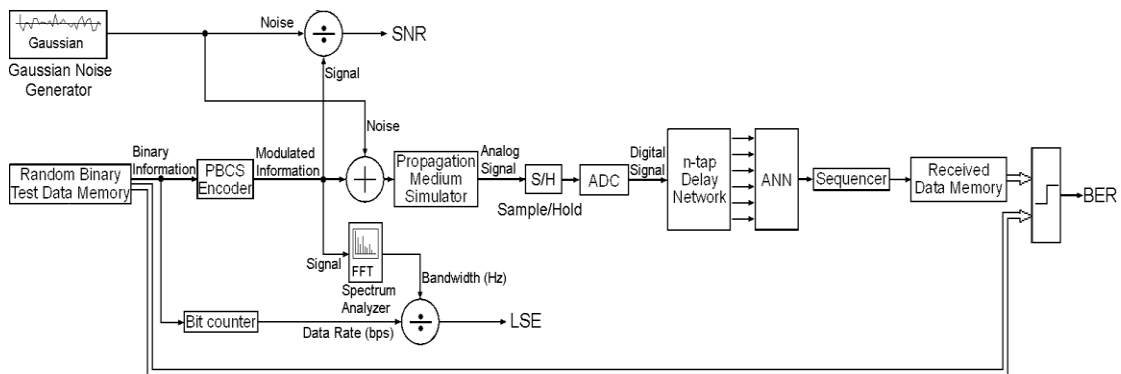 Gaussian
Gaussian Noise
Generator
Noise
SNR
Signal
Noise
Random Binary
Test Data Memory
Binary
Information
PBCS
Encoder
Modulated
Information
Propagation
Medium
Simulator
Analog
Signal
S/H
Sample/Hold
ADC
Digital
Signal
n-tap
Delay
Network
ANN
Sequencer
Received
Data Memory
BER
Signal
FFT
Spectrum
Analyzer
Bandwidth (Hz)
Bit counter
Data Rate (bps)
LSE